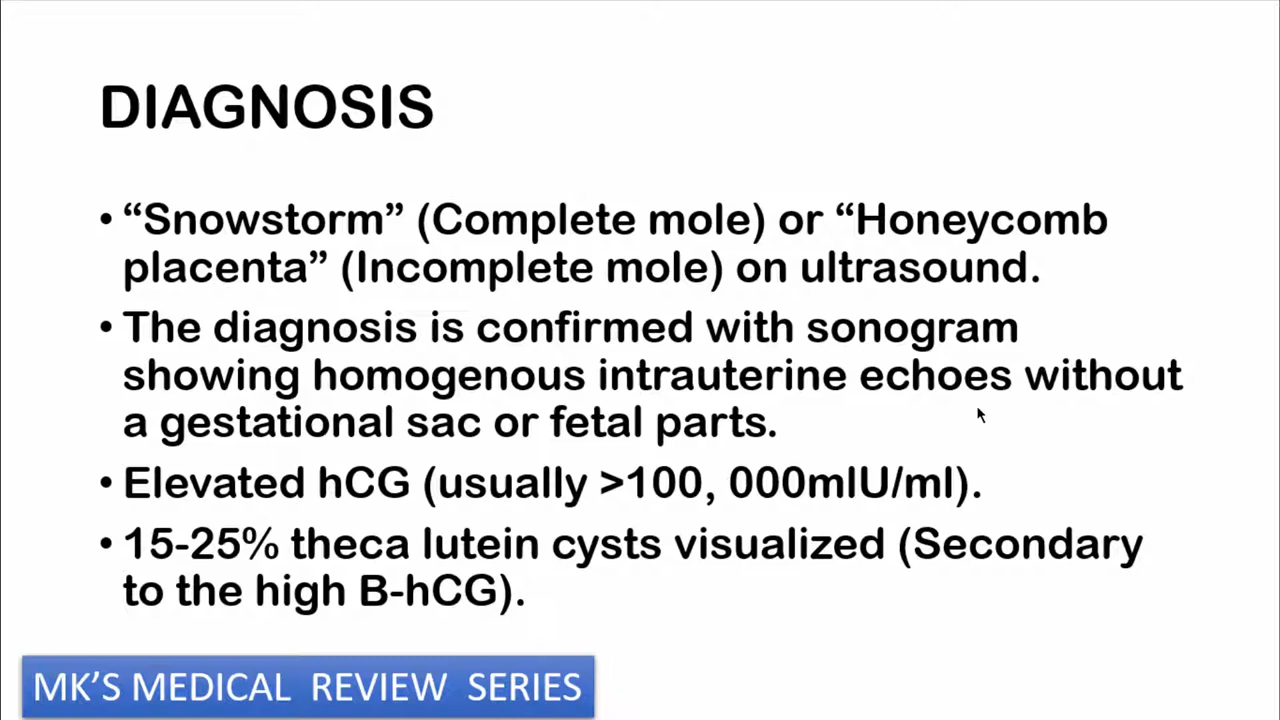 DIAGNOSIS
• “Snowstorm” (Complete mole) or “Honeycomb
placenta” (Incomplete mole) on ultrasound.
• The diagnosis is confirmed with sonogram
showing homogenous intrauterine echoes without
a gestational sac or fetal parts.
• Elevated hCG (usually >100, 000mIU/ml).
• 15-25% theca lutein cysts visualized (Secondary
to the high B-hCG).
MK’S MEDICAL REVIEW SERIES